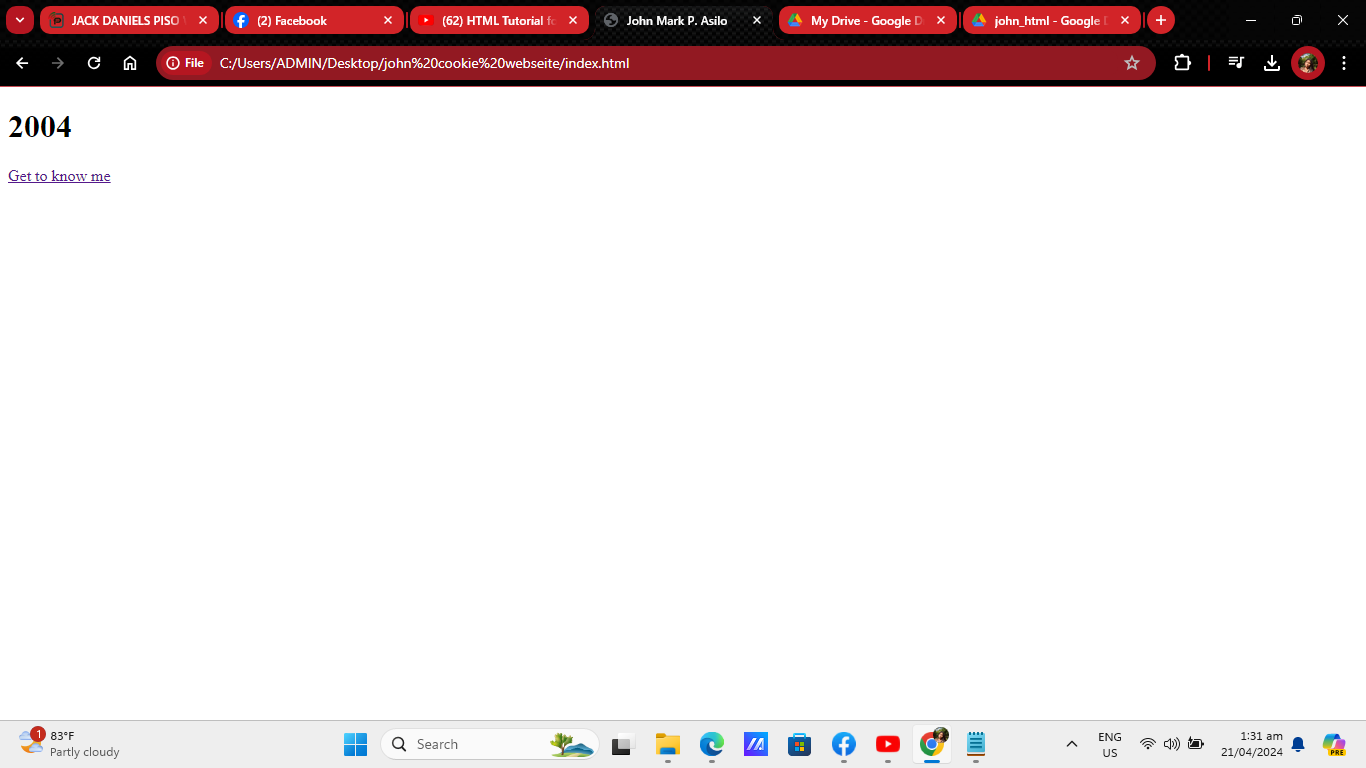 JACK DANIELS PISO
(2) Facebook
(62) HTML Tutorial fo
John Mark P. Asilo
My Drive - Google D
john_html - Google D
File
C:/Users/ADMIN/Desktop/john%20cookie%20webseite/index.html
2004
Get to know me
1
83°F
Partly cloudy
Search
ENG
US
1:31 am
21/04/2024
PRE